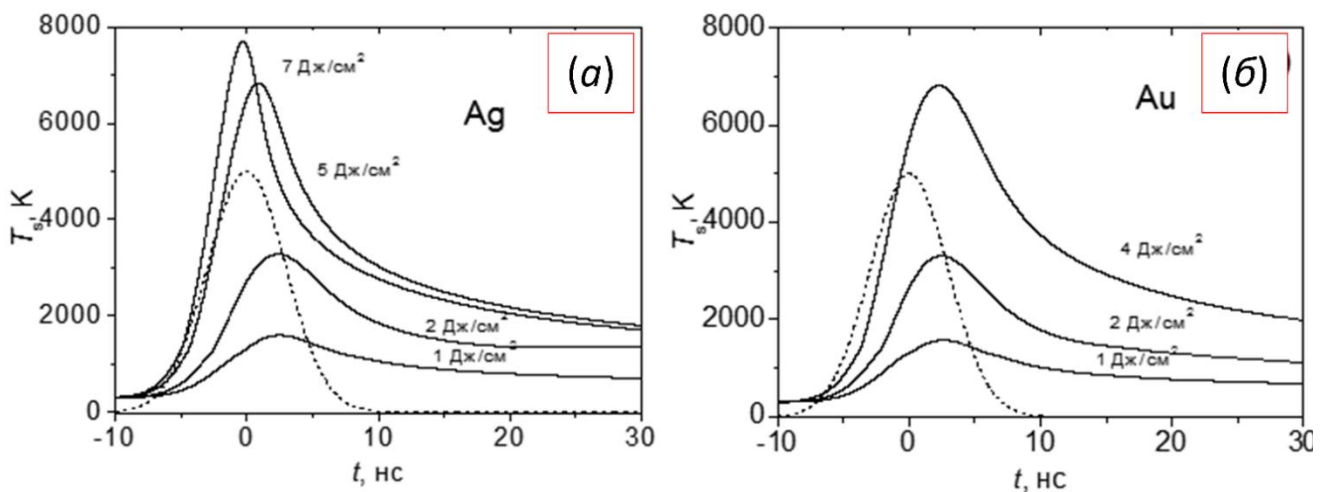 8000
6000
4000
2000
0
T_s, K
-10
0
10
20
30
t, нс
7 Дж/см²
5 Дж/см²
2 Дж/см²
1 Дж/см²
Ag
(а)
8000
6000
4000
2000
0
T_s, K
-10
0
10
20
30
t, нс
4 Дж/см²
2 Дж/см²
1 Дж/см²
Au
(б)